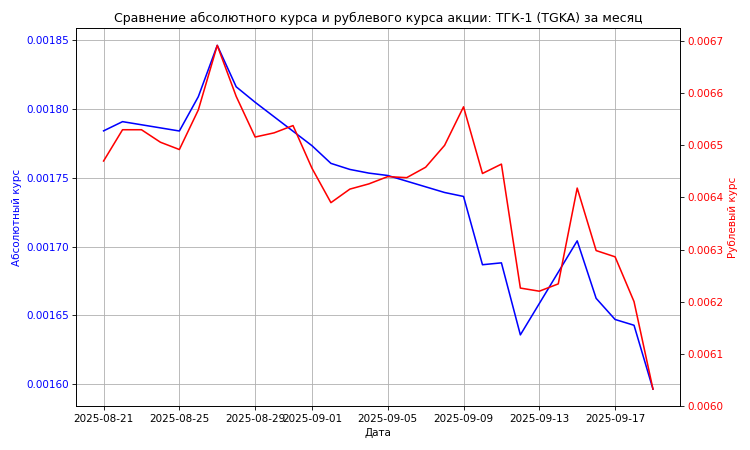 Сравнение абсолютного курса и рублевого курса акции: ТГК-1 (TGKA) за месяц
0.00185
0.00180
0.00175
0.00170
0.00165
0.00160
Абсолютный курс
0.0067
0.0066
0.0065
0.0064
0.0063
0.0062
0.0061
0.0060
Рублевый курс
2025-08-21 2025-08-25 2025-08-29 2025-09-01 2025-09-05 2025-09-09 2025-09-13 2025-09-17
Дата